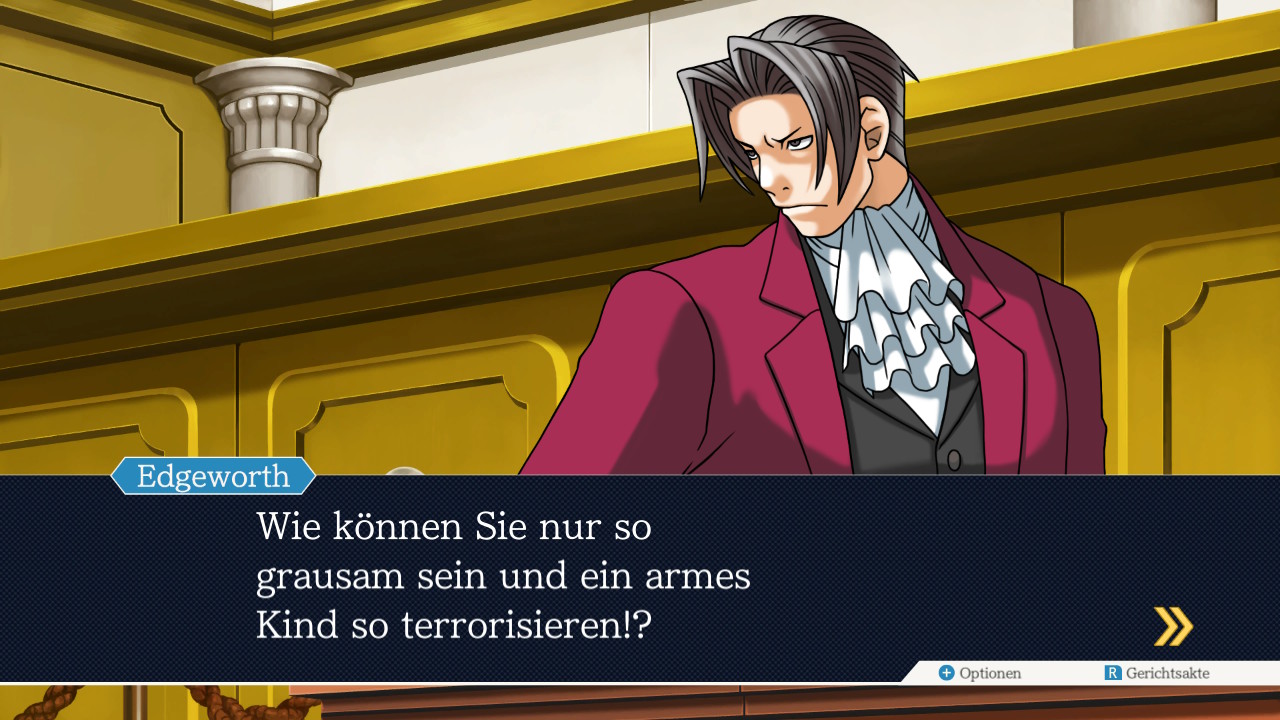 Edgeworth
Wie können Sie nur so
grausam sein und ein armes
Kind so terrorisieren!?
+ Optionen
R Gerichtsakte